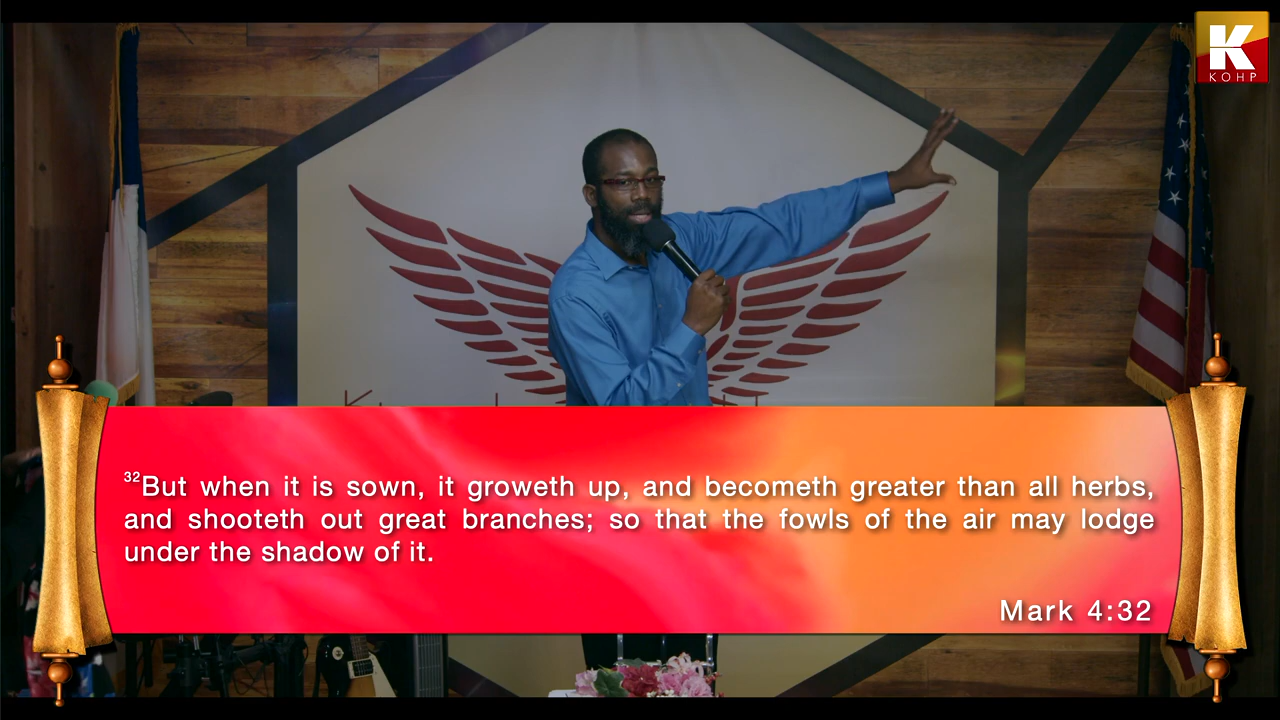 K
KOHP
³²But when it is sown, it groweth up, and becometh greater than all herbs,
and shooteth out great branches; so that the fowls of the air may lodge
under the shadow of it.
Mark 4:32